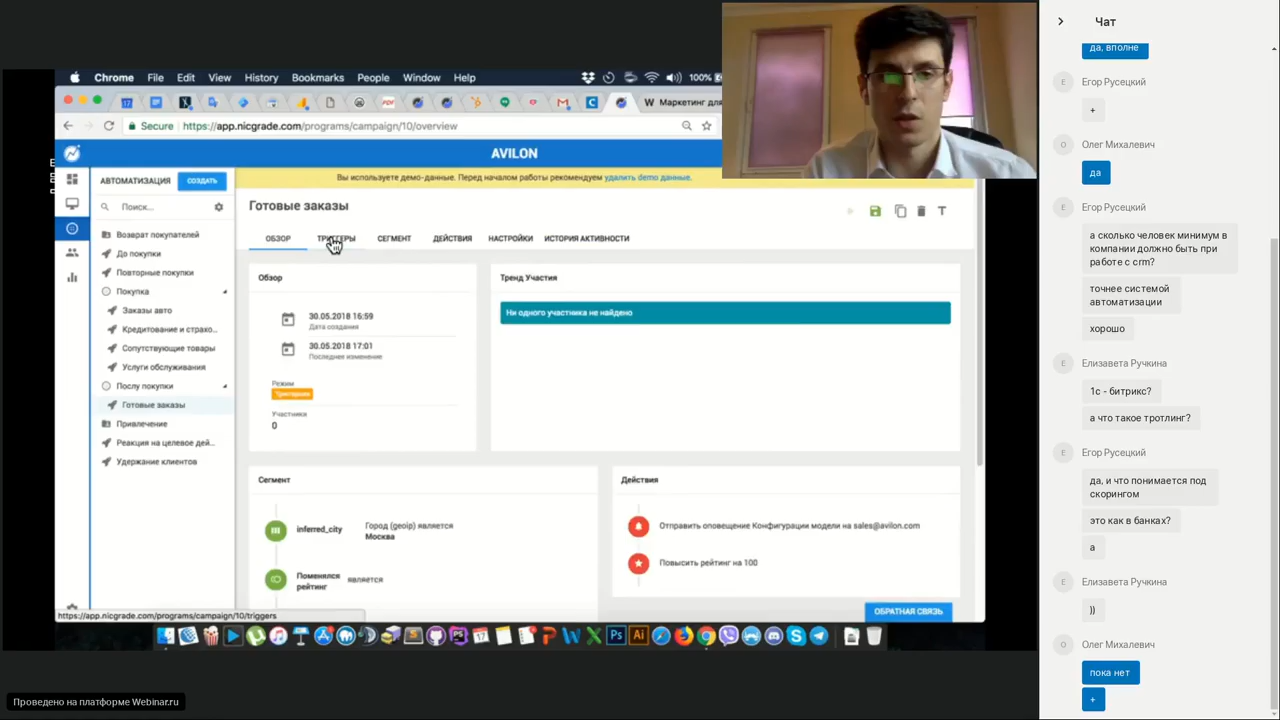 Chrome File Edit View History Bookmarks People Window Help 100%
W Маркетинг для
Secure https://app.nicgrade.com/programs/campaign/10/overview
AVILON
АВТОМАТИЗАЦИЯ СОЗДАТЬ
Вы используете демо-данные. Перед началом работы рекомендуем удалить demo данные.
Поиск...
Возврат покупателей
До покупки
Повторные покупки
Покупка
Заказы авто
Кредитование и страхо...
Сопутствующие товары
Услуги обслуживания
Послу покупки
Готовые заказы
Привлечение
Реакция на целевое дей...
Удержание клиентов
Готовые заказы
ОБЗОР ТРИГГЕРЫ СЕГМЕНТ ДЕЙСТВИЯ НАСТРОЙКИ ИСТОРИЯ АКТИВНОСТИ
Обзор
30.05.2018 16:59
Дата создания
30.05.2018 17:01
Последнее изменение
Режим
Участника
0
Тренд Участия
Ни одного участника не найдено
Сегмент
inferred_city
Город (geoip) является
Москва
Поменялся
рейтинг
является
Действия
Отправить оповещение Конфигурации модели на sales@avilon.com
Повысить рейтинг на 100
ОБРАТНАЯ СВЯЗЬ
https://app.nicgrade.com/programs/campaign/10/triggers
Проведено на платформе Webinar.ru
Чат
да, вполне
Е Егор Русецкий
+
О Олег Михалевич
да
Е Егор Русецкий
а сколько человек минимум в
компании должно быть при
работе с crm?
точнее системой
автоматизации
хорошо
Е Елизавета Ручкина
1с - битрикс?
а что такое тротлинг?
Е Егор Русецкий
да, и что понимается под
скорингом
это как в банках?
а
Е Елизавета Ручкина
))
О Олег Михалевич
пока нет
+